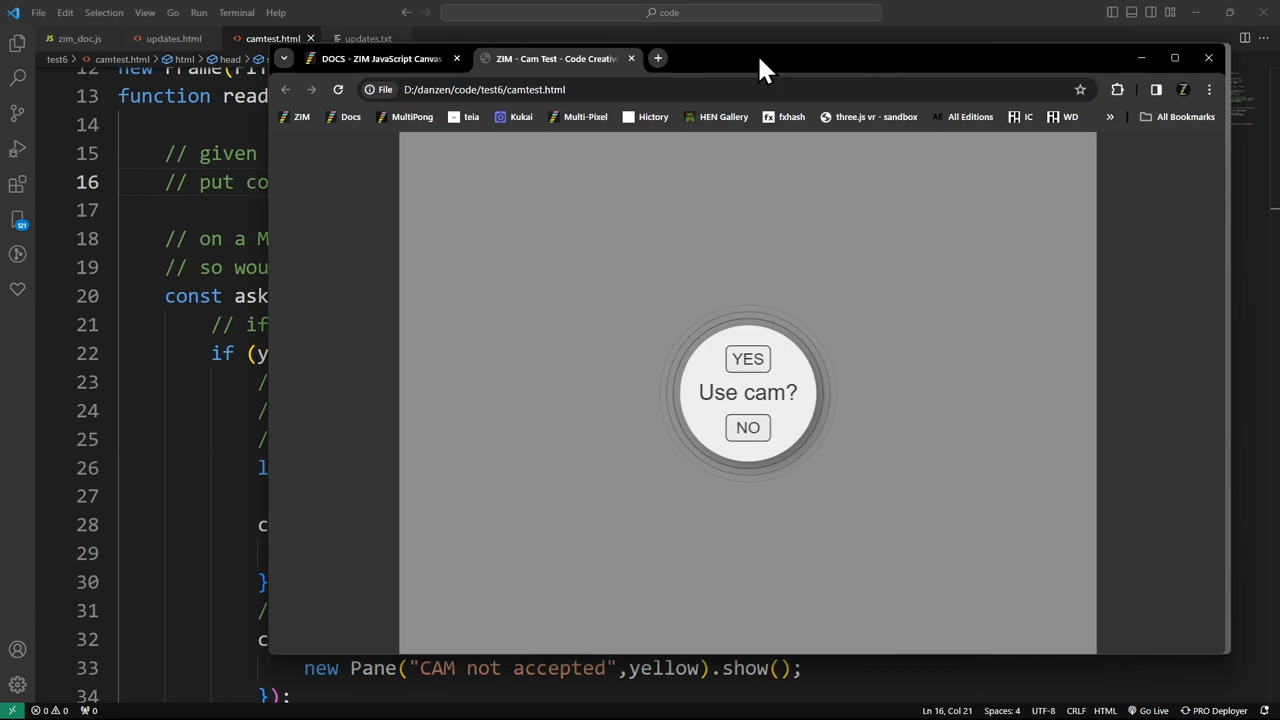 File Edit Selection View Go Run Terminal Help
code
zim_doc.js updates.html camtest.html updates.txt
test6 > camtest.html > html > head >
DOCS - ZIM JavaScript Canvas
ZIM - Cam Test - Code Creativ
File D:/danzen/code/test6/camtest.html
ZIM Docs MultiPong teia Kukai Multi-Pixel Hictory HEN Gallery fxhash three.js vr - sandbox All Editions IC WD » All Bookmarks
12
13 function read
14
15 // given
16 // put co
17
18 // on a M
19 // so wou
20 const ask
21 // if
22 if (y
23 /
24 /
25 /
26 l
27
28 c
29
30 }
31 /
32 c
33 new Pane("CAM not accepted",yellow).show();
34 });
YES
Use cam?
NO
121
0 0 0
Ln 16, Col 21 Spaces: 4 UTF-8 CRLF HTML Go Live PRO Deployer